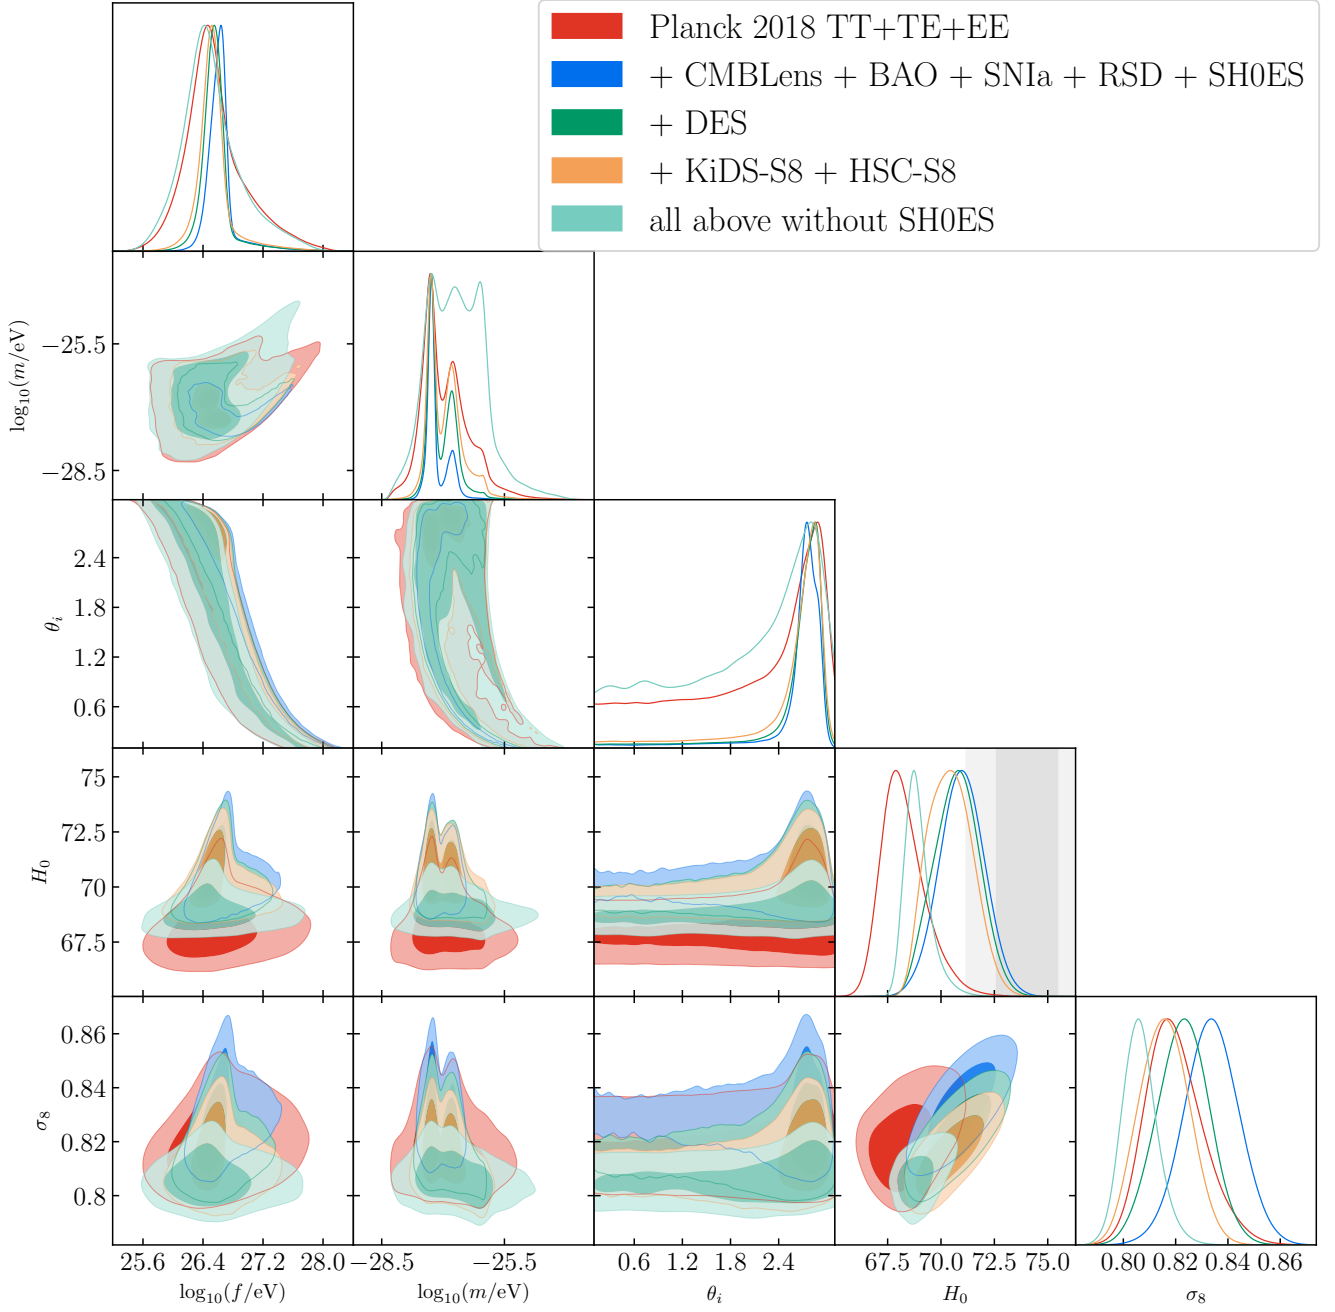 Planck 2018 TT+TE+EE
+ CMBLens + BAO + SNIa + RSD + SH0ES
+ DES
+ KiDS-S8 + HSC-S8
all above without SH0ES
log₁₀(m/eV)
−25.5
−28.5
θᵢ
2.4
1.8
1.2
0.6
H₀
75
72.5
70
67.5
σ₈
0.86
0.84
0.82
0.8
25.6 26.4 27.2 28.0 −28.5 −25.5 0.6 1.2 1.8 2.4 67.5 70.0 72.5 75.0 0.80 0.82 0.84 0.86
log₁₀(f/eV) log₁₀(m/eV) θᵢ H₀ σ₈